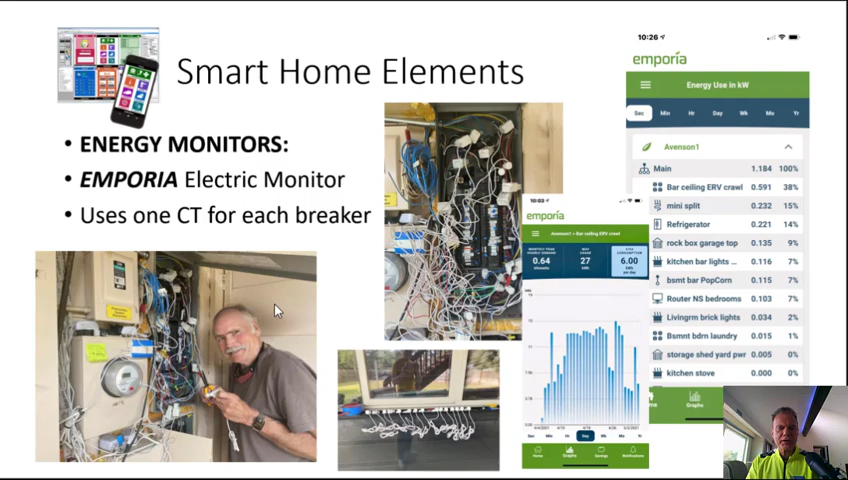 Smart Home Elements
• ENERGY MONITORS:
• EMPORIA Electric Monitor
• Uses one CT for each breaker
10:26
emporia
Energy Use in kW
Sec Min Hr Day Wk Mo Yr
Avenson1
Main 1.184 100%
Bar ceiling ERV crawl 0.591 38%
mini split 0.232 15%
Refrigerator 0.221 14%
rock box garage top 0.135 9%
kitchen bar lights ... 0.116 7%
bsmt bar PopCorn 0.115 7%
Router NS bedrooms 0.103 7%
Livingrm brick lights 0.034 2%
Bsmnt bdrn laundry 0.015 1%
storage shed yard pwr 0.005 0%
kitchen stove 0.000 0%
Graphs
10:03
emporia
Avenson1 > Bar ceiling ERV crawl
0.64
27
6.00
Sec Min Hr Day Wk Mo Yr
Home Graphs Savings Notifications